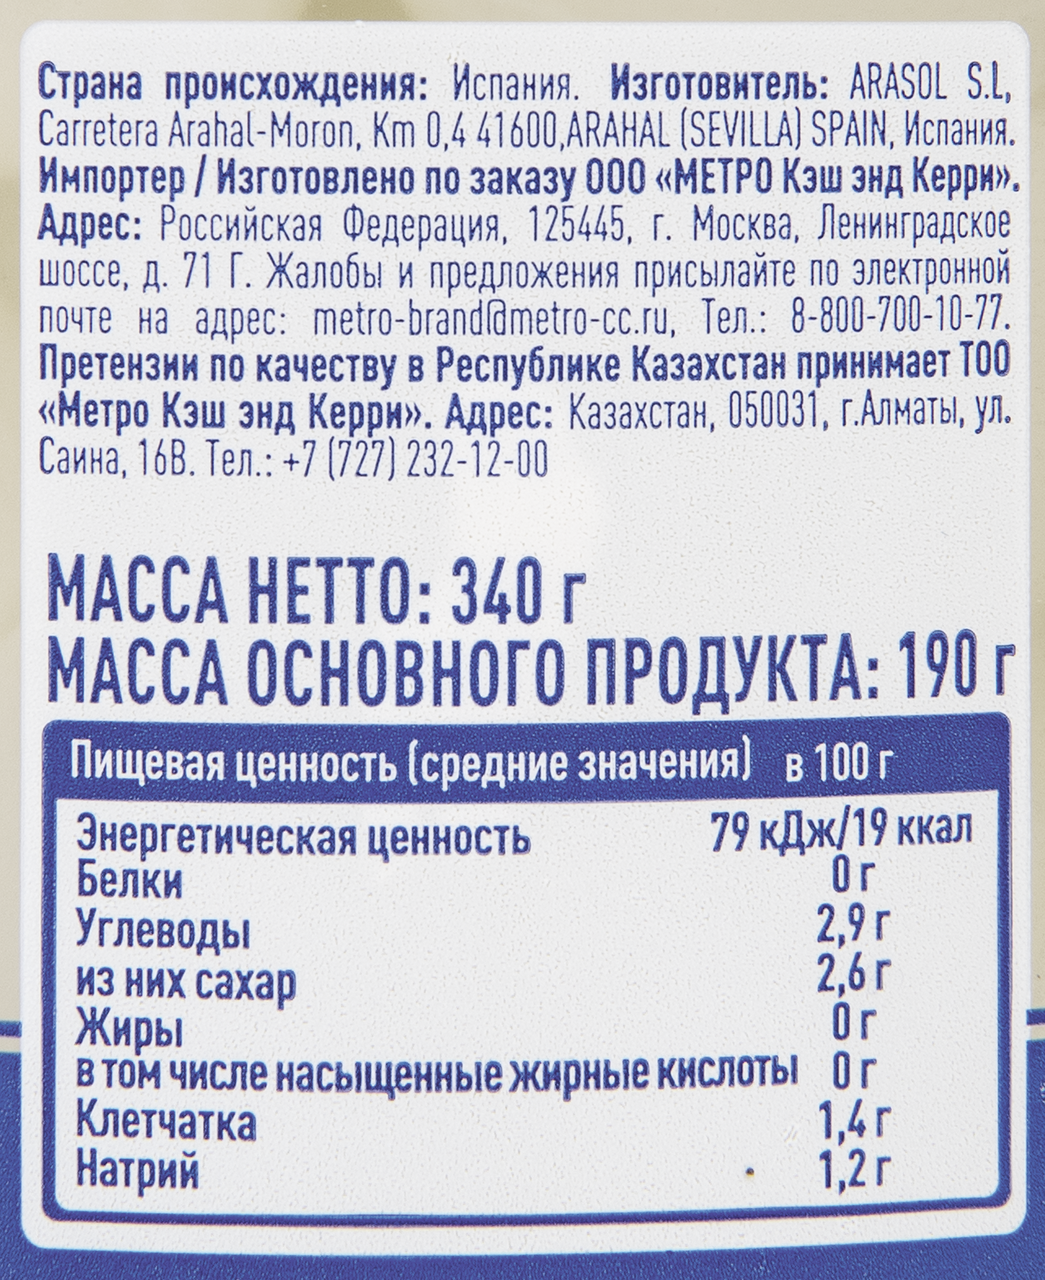 Страна происхождения: Испания. Изготовитель: ARASOL S.L,
Carretera Arahal-Moron, Km 0,4 41600,ARAHAL (SEVILLA) SPAIN, Испания.
Импортер / Изготовлено по заказу ООО «МЕТРО Кэш энд Керри».
Адрес: Российская Федерация, 125445, г. Москва, Ленинградское
шоссе, д. 71 Г. Жалобы и предложения присылайте по электронной
почте на адрес: metro-brand@metro-cc.ru, Тел.: 8-800-700-10-77.
Претензии по качеству в Республике Казахстан принимает ТОО
«Метро Кэш энд Керри». Адрес: Казахстан, 050031, г.Алматы, ул.
Саина, 16В. Тел.: +7 (727) 232-12-00
МАССА НЕТТО: 340 г
МАССА ОСНОВНОГО ПРОДУКТА: 190 г
Пищевая ценность (средние значения) в 100 г
Энергетическая ценность 79 кДж/19 ккал
Белки 0 г
Углеводы 2,9 г
из них сахар 2,6 г
Жиры 0 г
в том числе насыщенные жирные кислоты 0 г
Клетчатка 1,4 г
Натрий 1,2 г